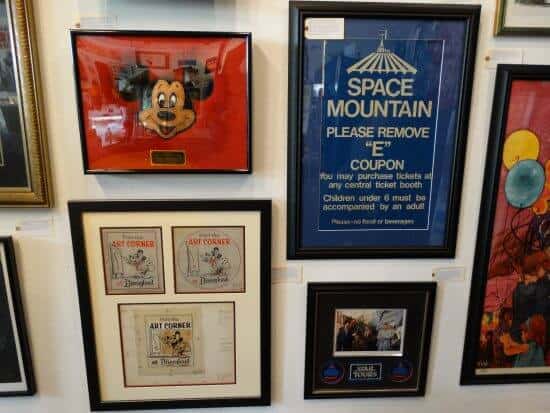 SPACE
MOUNTAIN
PLEASE REMOVE
"E"
COUPON
You may purchase tickets at
any central ticket booth
Children under 6 must be
accompanied by an adult
Please-no food or beverages
ART CORNER
at Disneyland
ART CORNER
at Disneyland
ART CORNER
at Disneyland
STAR
TOURS